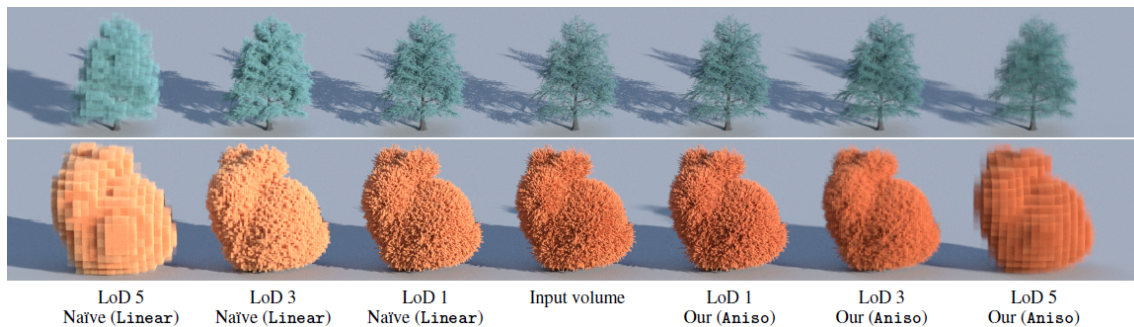 LoD 5 LoD 3 LoD 1 Input volume LoD 1 LoD 3 LoD 5
Naïve (Linear) Naïve (Linear) Naïve (Linear) Our (Aniso) Our (Aniso) Our (Aniso)